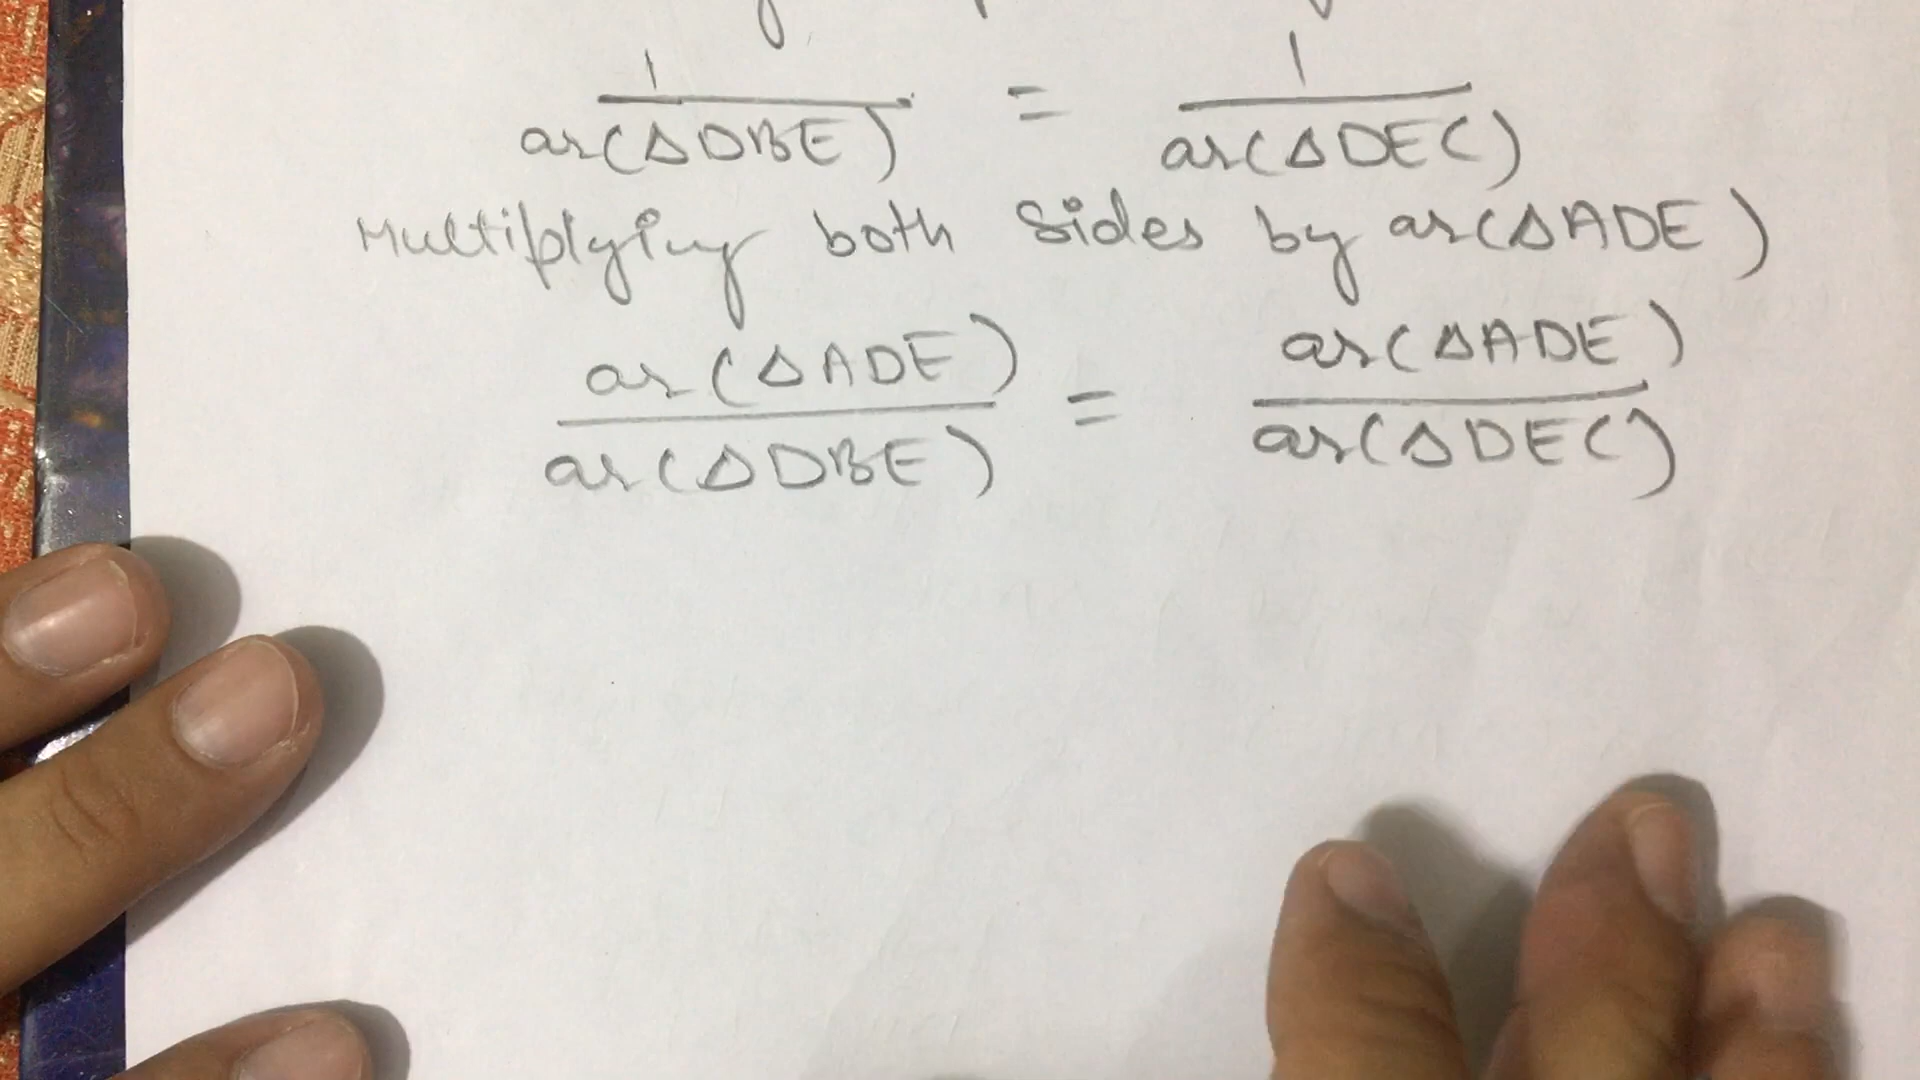 1/ar(ΔDBE) = 1/ar(ΔDEC)
Multiplying both sides by ar(ΔADE)
ar(ΔADE)/ar(ΔDBE) = ar(ΔADE)/ar(ΔDEC)